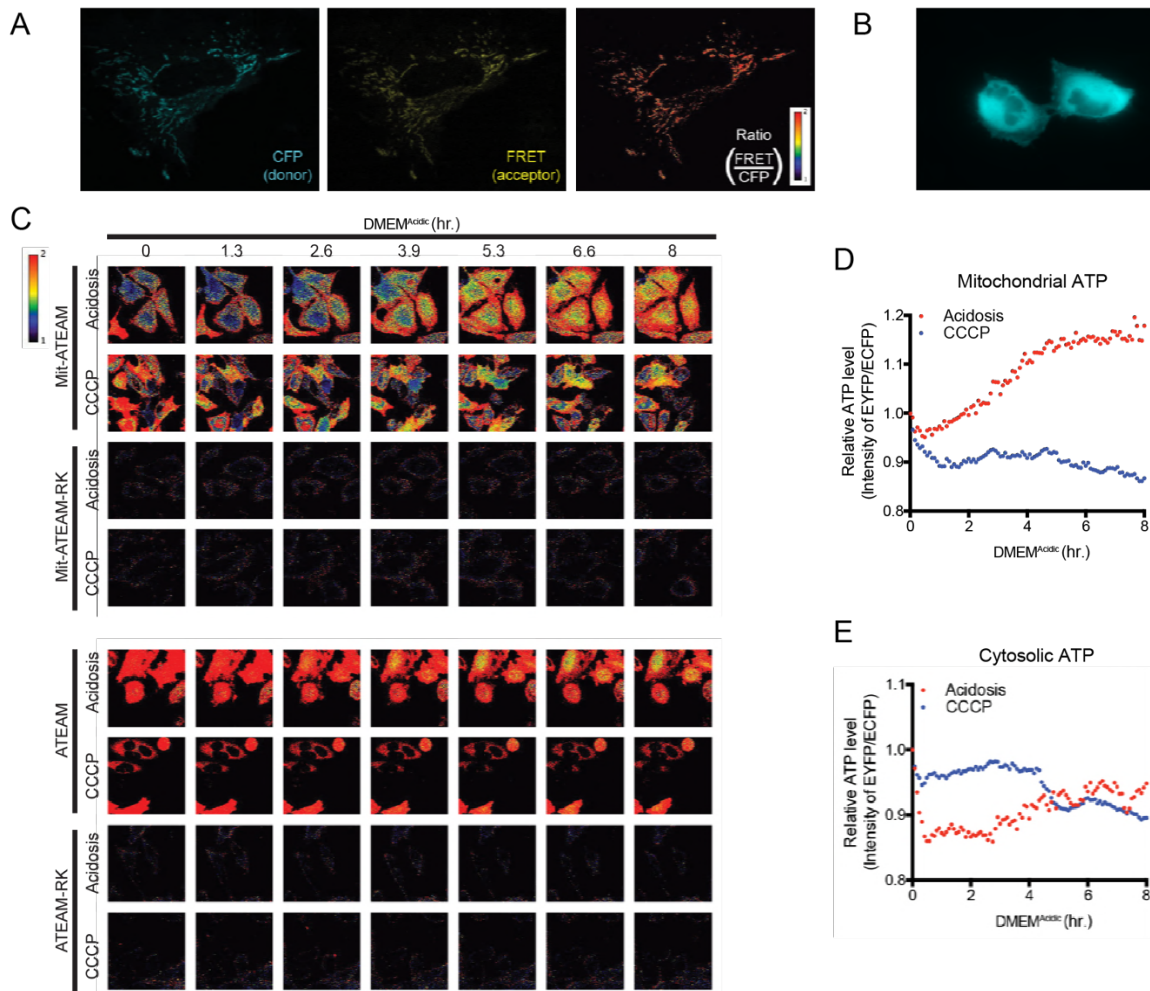 A
CFP
(donor)
FRET
(acceptor)
Ratio
(FRET/CFP)
2
1
B
C
DMEM^Acidic (hr.)
0 1.3 2.6 3.9 5.3 6.6 8
2
1
Mit-ATEAM
Acidosis
CCCP
Mit-ATEAM-RK
Acidosis
CCCP
ATEAM
Acidosis
CCCP
ATEAM-RK
Acidosis
CCCP
D
Mitochondrial ATP
Relative ATP level
(Intensity of EYFP/ECFP)
1.2
1.1
1.0
0.9
0.8
Acidosis
CCCP
0 2 4 6 8
DMEM^Acidic (hr.)
E
Cytosolic ATP
Relative ATP level
(Intensity of EYFP/ECFP)
1.1
1.0
0.9
0.8
Acidosis
CCCP
0 2 4 6 8
DMEM^Acidic (hr.)